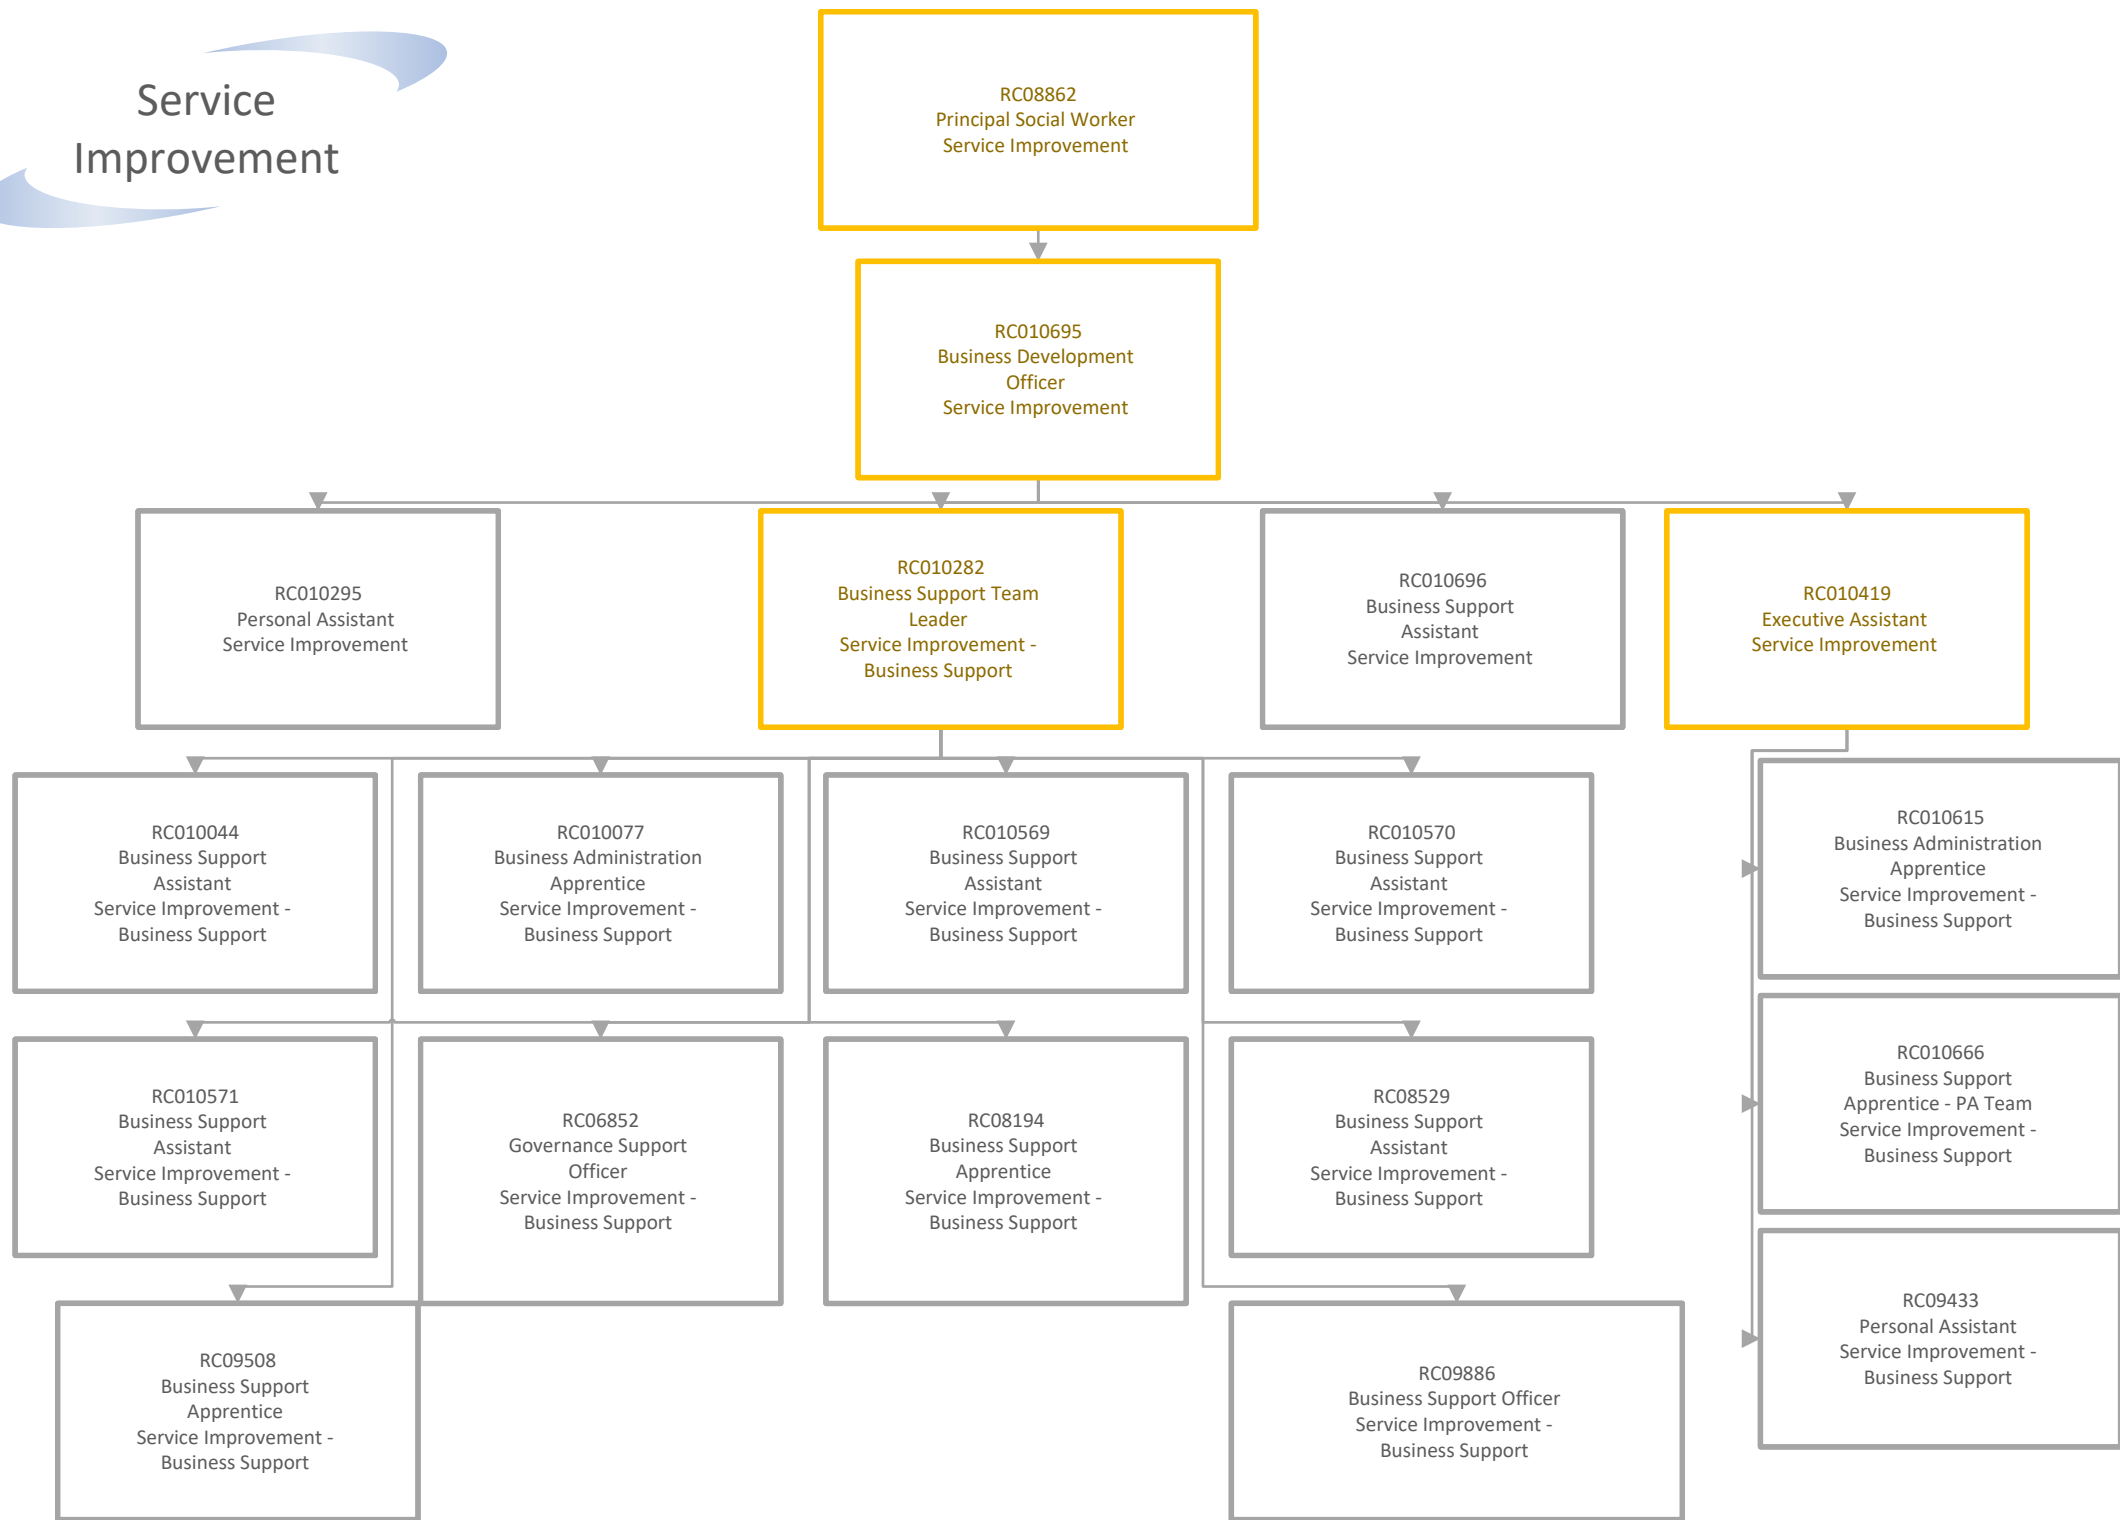 Service
Improvement
RC08862
Principal Social Worker
Service Improvement
RC010695
Business Development
Officer
Service Improvement
RC010295
Personal Assistant
Service Improvement
RC010282
Business Support Team
Leader
Service Improvement -
Business Support
RC010696
Business Support
Assistant
Service Improvement
RC010419
Executive Assistant
Service Improvement
RC010044
Business Support
Assistant
Service Improvement -
Business Support
RC010077
Business Administration
Apprentice
Service Improvement -
Business Support
RC010569
Business Support
Assistant
Service Improvement -
Business Support
RC010570
Business Support
Assistant
Service Improvement -
Business Support
RC010615
Business Administration
Apprentice
Service Improvement -
Business Support
RC010571
Business Support
Assistant
Service Improvement -
Business Support
RC06852
Governance Support
Officer
Service Improvement -
Business Support
RC08194
Business Support
Apprentice
Service Improvement -
Business Support
RC08529
Business Support
Assistant
Service Improvement -
Business Support
RC010666
Business Support
Apprentice - PA Team
Service Improvement -
Business Support
RC09508
Business Support
Apprentice
Service Improvement -
Business Support
RC09886
Business Support Officer
Service Improvement -
Business Support
RC09433
Personal Assistant
Service Improvement -
Business Support